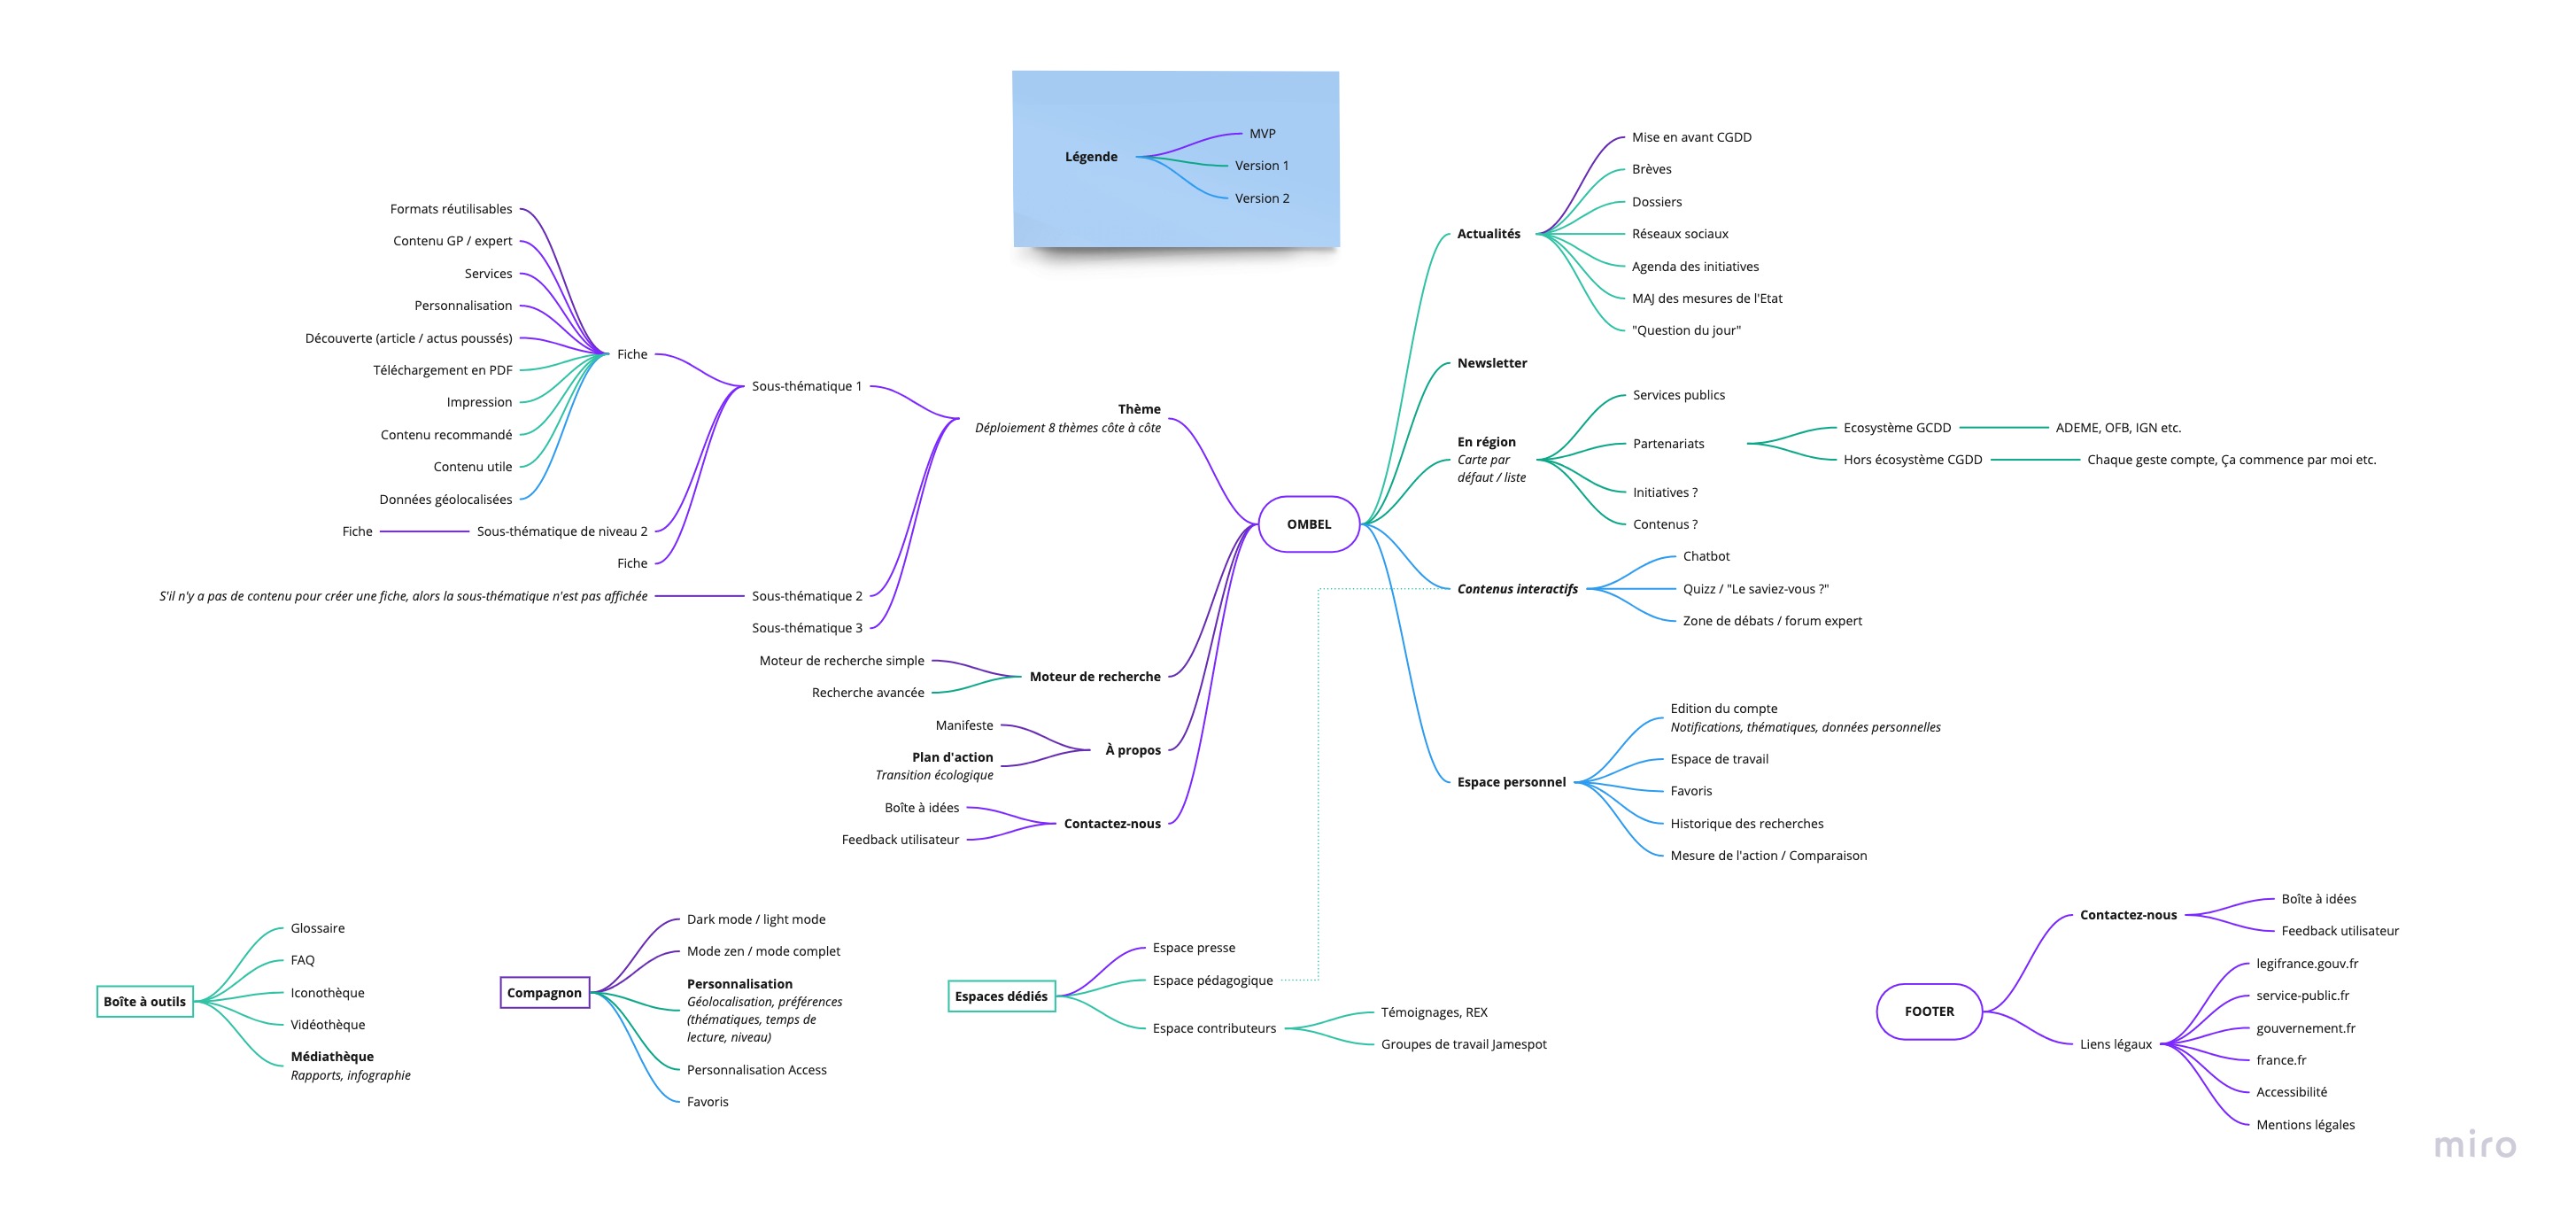 Légende
MVP
Version 1
Version 2
Formats réutilisables
Contenu GP / expert
Services
Personnalisation
Découverte (article / actus poussés)
Téléchargement en PDF
Impression
Contenu recommandé
Contenu utile
Données géolocalisées
Fiche
Sous-thématique 1
Fiche
Sous-thématique de niveau 2
Fiche
S'il n'y a pas de contenu pour créer une fiche, alors la sous-thématique n'est pas affichée
Sous-thématique 2
Sous-thématique 3
Thème
Déploiement 8 thèmes côte à côte
Moteur de recherche simple
Recherche avancée
Moteur de recherche
Manifeste
Plan d'action
Transition écologique
À propos
Boîte à idées
Feedback utilisateur
Contactez-nous
OMBEL
Actualités
Mise en avant CGDD
Brèves
Dossiers
Réseaux sociaux
Agenda des initiatives
MAJ des mesures de l'Etat
"Question du jour"
Newsletter
En région
Carte par
défaut / liste
Services publics
Partenariats
Ecosystème GCDD
ADEME, OFB, IGN etc.
Hors écosystème CGDD
Chaque geste compte, Ça commence par moi etc.
Initiatives ?
Contenus ?
Contenus interactifs
Chatbot
Quizz / "Le saviez-vous ?"
Zone de débats / forum expert
Espace personnel
Edition du compte
Notifications, thématiques, données personnelles
Espace de travail
Favoris
Historique des recherches
Mesure de l'action / Comparaison
Boîte à outils
Glossaire
FAQ
Iconothèque
Vidéothèque
Médiathèque
Rapports, infographie
Compagnon
Dark mode / light mode
Mode zen / mode complet
Personnalisation
Géolocalisation, préférences
(thématiques, temps de
lecture, niveau)
Personnalisation Access
Favoris
Espaces dédiés
Espace presse
Espace pédagogique
Espace contributeurs
Témoignages, REX
Groupes de travail Jamespot
FOOTER
Contactez-nous
Boîte à idées
Feedback utilisateur
Liens légaux
legifrance.gouv.fr
service-public.fr
gouvernement.fr
france.fr
Accessibilité
Mentions légales
miro